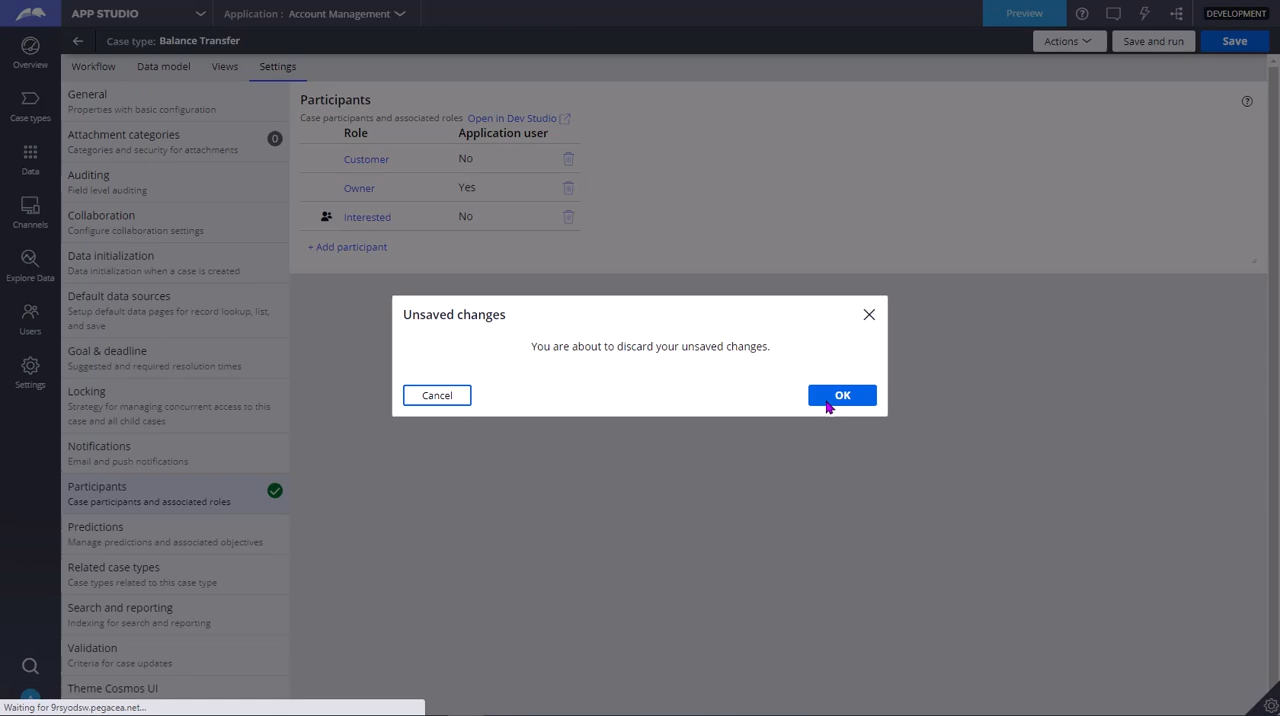 APP STUDIO
Application : Account Management
Preview
DEVELOPMENT
Case type: Balance Transfer
Actions
Save and run
Save
Overview
Case types
Data
Channels
Explore Data
Users
Settings
Workflow
Data model
Views
Settings
General
Properties with basic configuration
Attachment categories
0
Categories and security for attachments
Auditing
Field level auditing
Collaboration
Configure collaboration settings
Data initialization
Data initialization when a case is created
Default data sources
Setup default data pages for record lookup, list,
and save
Goal & deadline
Suggested and required resolution times
Locking
Strategy for managing concurrent access to this
case and all child cases
Notifications
Email and push notifications
Participants
Case participants and associated roles
Predictions
Manage predictions and associated objectives
Related case types
Case types related to this case type
Search and reporting
Indexing for search and reporting
Validation
Criteria for case updates
Theme Cosmos UI
Participants
Case participants and associated roles Open in Dev Studio
Role Application user
Customer No
Owner Yes
Interested No
+ Add participant
Unsaved changes
You are about to discard your unsaved changes.
Cancel
OK
Waiting for 9rsyodsw.pegacea.net...